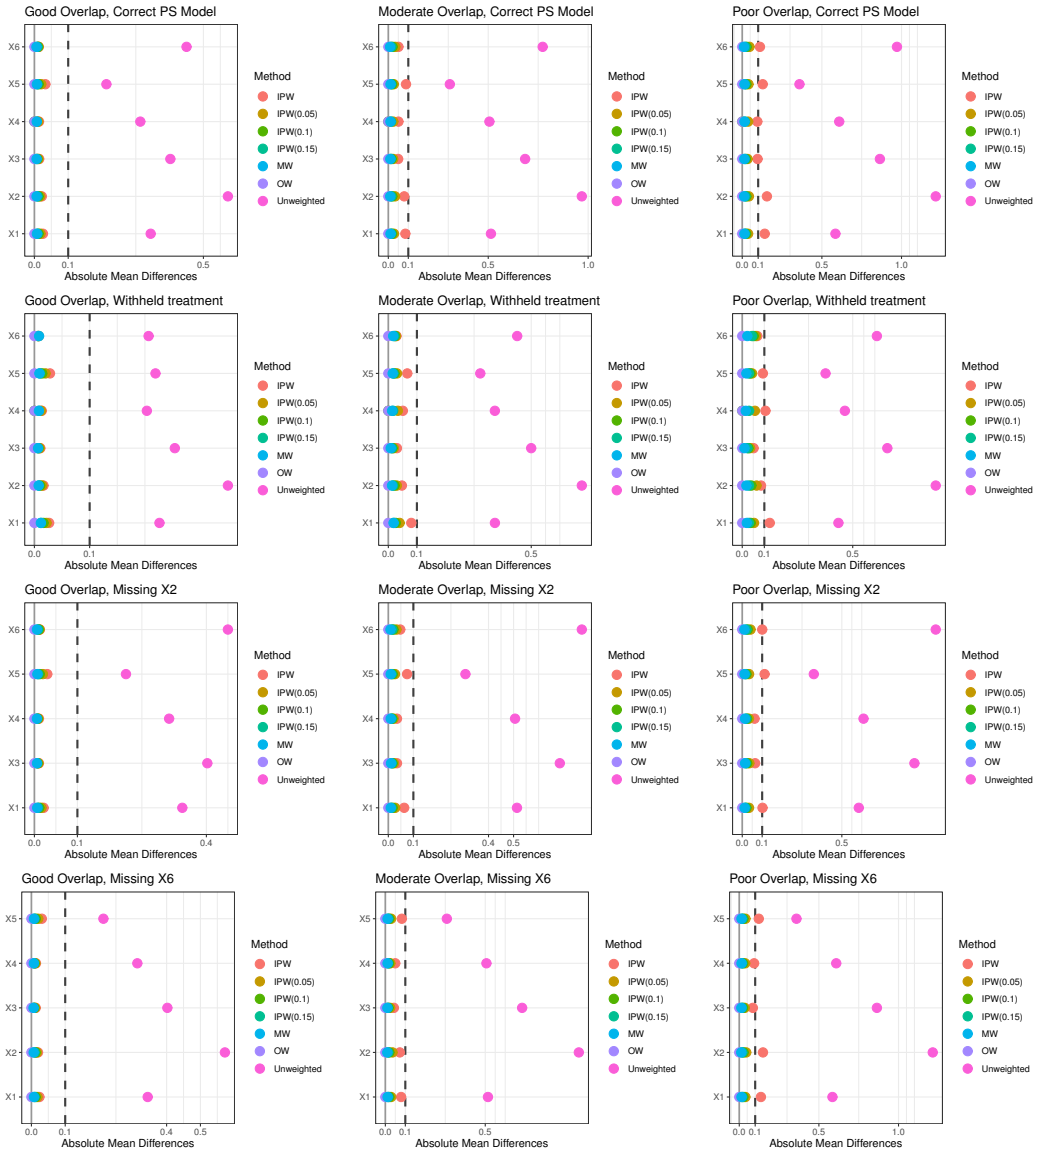 Good Overlap, Correct PS Model
X6
X5
X4
X3
X2
X1
0.0 0.1 0.5
Absolute Mean Differences
Method
IPW
IPW(0.05)
IPW(0.1)
IPW(0.15)
MW
OW
Unweighted
Moderate Overlap, Correct PS Model
X6
X5
X4
X3
X2
X1
0.0 0.1 0.5 1.0
Absolute Mean Differences
Method
IPW
IPW(0.05)
IPW(0.1)
IPW(0.15)
MW
OW
Unweighted
Poor Overlap, Correct PS Model
X6
X5
X4
X3
X2
X1
0.0 0.1 0.5 1.0
Absolute Mean Differences
Method
IPW
IPW(0.05)
IPW(0.1)
IPW(0.15)
MW
OW
Unweighted
Good Overlap, Withheld treatment
X6
X5
X4
X3
X2
X1
0.0 0.1
Absolute Mean Differences
Method
IPW
IPW(0.05)
IPW(0.1)
IPW(0.15)
MW
OW
Unweighted
Moderate Overlap, Withheld treatment
X6
X5
X4
X3
X2
X1
0.0 0.1 0.5
Absolute Mean Differences
Method
IPW
IPW(0.05)
IPW(0.1)
IPW(0.15)
MW
OW
Unweighted
Poor Overlap, Withheld treatment
X6
X5
X4
X3
X2
X1
0.0 0.1 0.5
Absolute Mean Differences
Method
IPW
IPW(0.05)
IPW(0.1)
IPW(0.15)
MW
OW
Unweighted
Good Overlap, Missing X2
X6
X5
X4
X3
X1
0.0 0.1 0.4
Absolute Mean Differences
Method
IPW
IPW(0.05)
IPW(0.1)
IPW(0.15)
MW
OW
Unweighted
Moderate Overlap, Missing X2
X6
X5
X4
X3
X1
0.0 0.1 0.4 0.5
Absolute Mean Differences
Method
IPW
IPW(0.05)
IPW(0.1)
IPW(0.15)
MW
OW
Unweighted
Poor Overlap, Missing X2
X6
X5
X4
X3
X1
0.0 0.1 0.5
Absolute Mean Differences
Method
IPW
IPW(0.05)
IPW(0.1)
IPW(0.15)
MW
OW
Unweighted
Good Overlap, Missing X6
X5
X4
X3
X2
X1
0.0 0.1 0.4 0.5
Absolute Mean Differences
Method
IPW
IPW(0.05)
IPW(0.1)
IPW(0.15)
MW
OW
Unweighted
Moderate Overlap, Missing X6
X5
X4
X3
X2
X1
0.0 0.1 0.5
Absolute Mean Differences
Method
IPW
IPW(0.05)
IPW(0.1)
IPW(0.15)
MW
OW
Unweighted
Poor Overlap, Missing X6
X5
X4
X3
X2
X1
0.0 0.1 0.5 1.0
Absolute Mean Differences
Method
IPW
IPW(0.05)
IPW(0.1)
IPW(0.15)
MW
OW
Unweighted